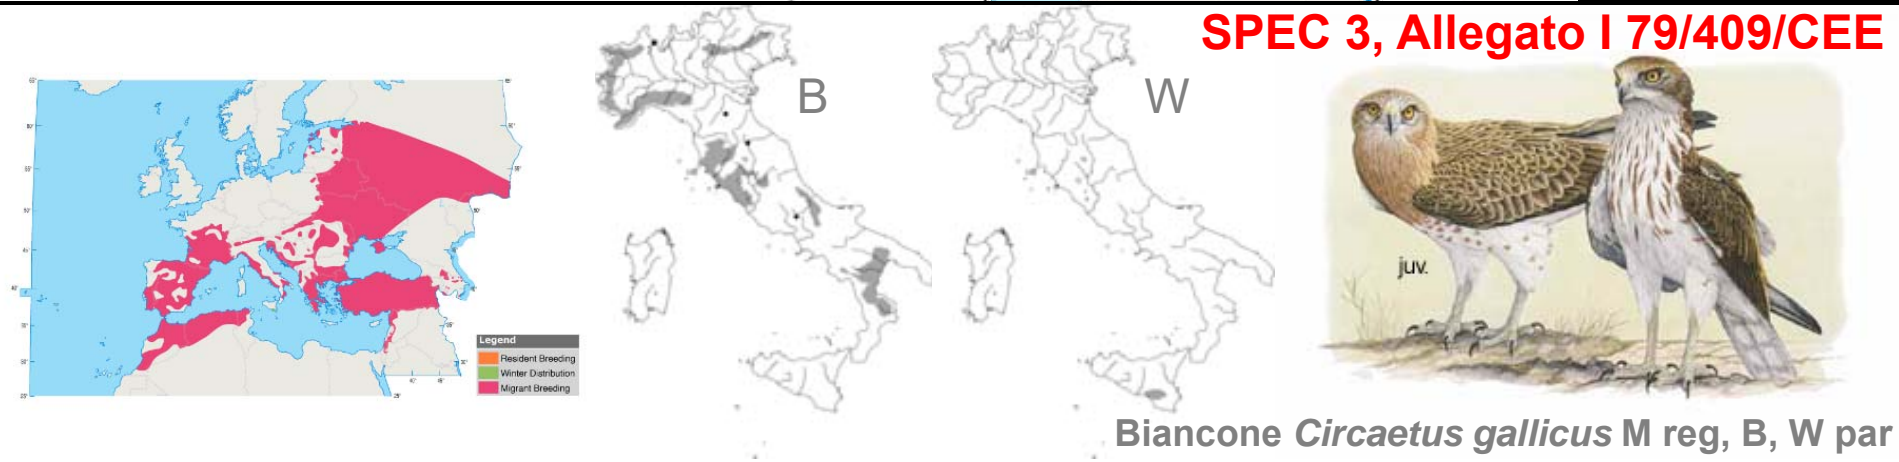 SPEC 3, Allegato I 79/409/CEE
B
W
juv.
Legend
Resident Breeding
Winter Distribution
Migrant Breeding
Biancone Circaetus gallicus M reg, B, W par